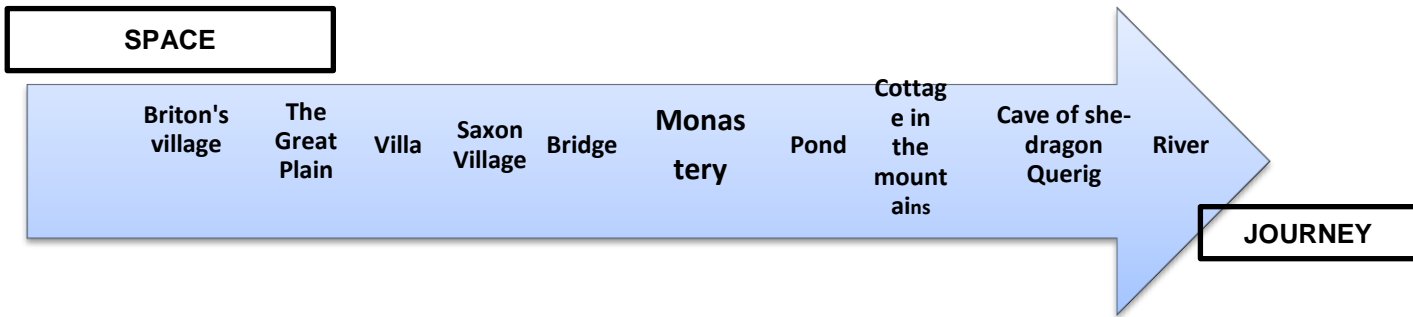 SPACE
Briton's
village
The
Great
Plain
Villa
Saxon
Village
Bridge
Monas
tery
Pond
Cottag
e in
the
mount
ains
Cave of she-
dragon
Querig
River
JOURNEY